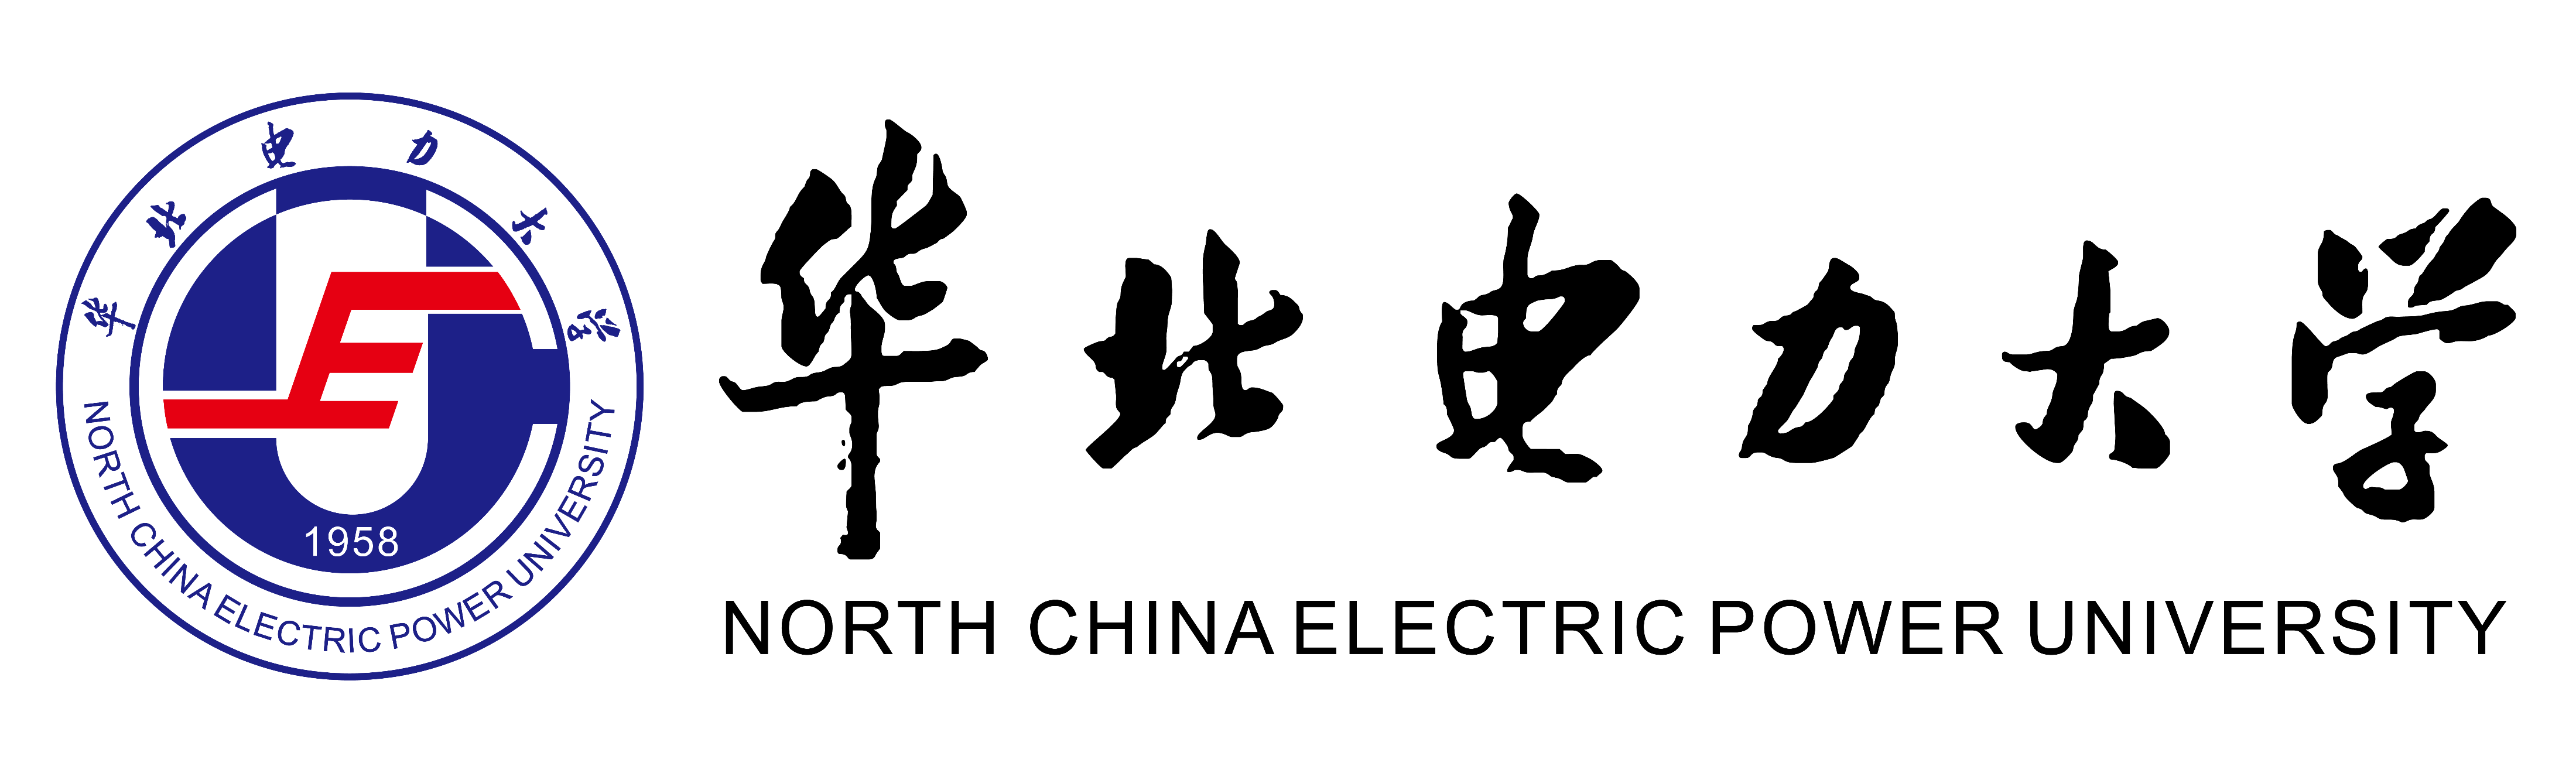 华北电力大学
NORTH CHINA ELECTRIC POWER UNIVERSITY
1958
华北电力大学
NORTH CHINA ELECTRIC POWER UNIVERSITY